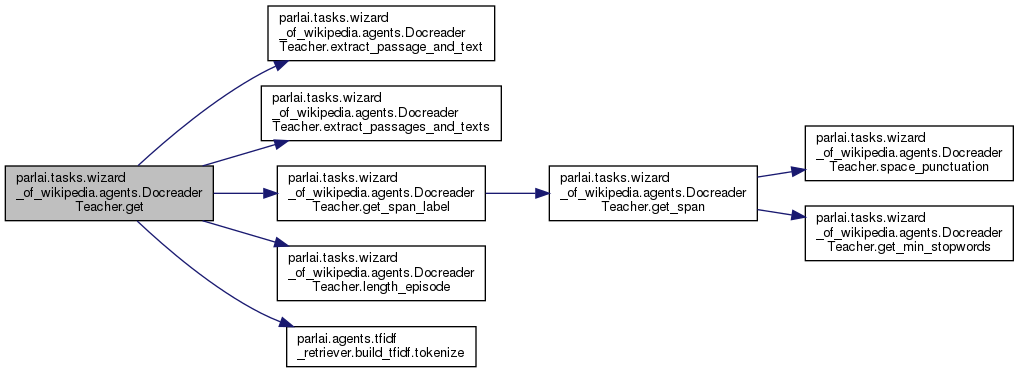 parlai.tasks.wizard
_of_wikipedia.agents.Docreader
Teacher.extract_passage_and_text
parlai.tasks.wizard
_of_wikipedia.agents.Docreader
Teacher.extract_passages_and_texts
parlai.tasks.wizard
_of_wikipedia.agents.Docreader
Teacher.get
parlai.tasks.wizard
_of_wikipedia.agents.Docreader
Teacher.get_span_label
parlai.tasks.wizard
_of_wikipedia.agents.Docreader
Teacher.get_span
parlai.tasks.wizard
_of_wikipedia.agents.Docreader
Teacher.space_punctuation
parlai.tasks.wizard
_of_wikipedia.agents.Docreader
Teacher.get_min_stopwords
parlai.tasks.wizard
_of_wikipedia.agents.Docreader
Teacher.length_episode
parlai.agents.tfidf
_retriever.build_tfidf.tokenize